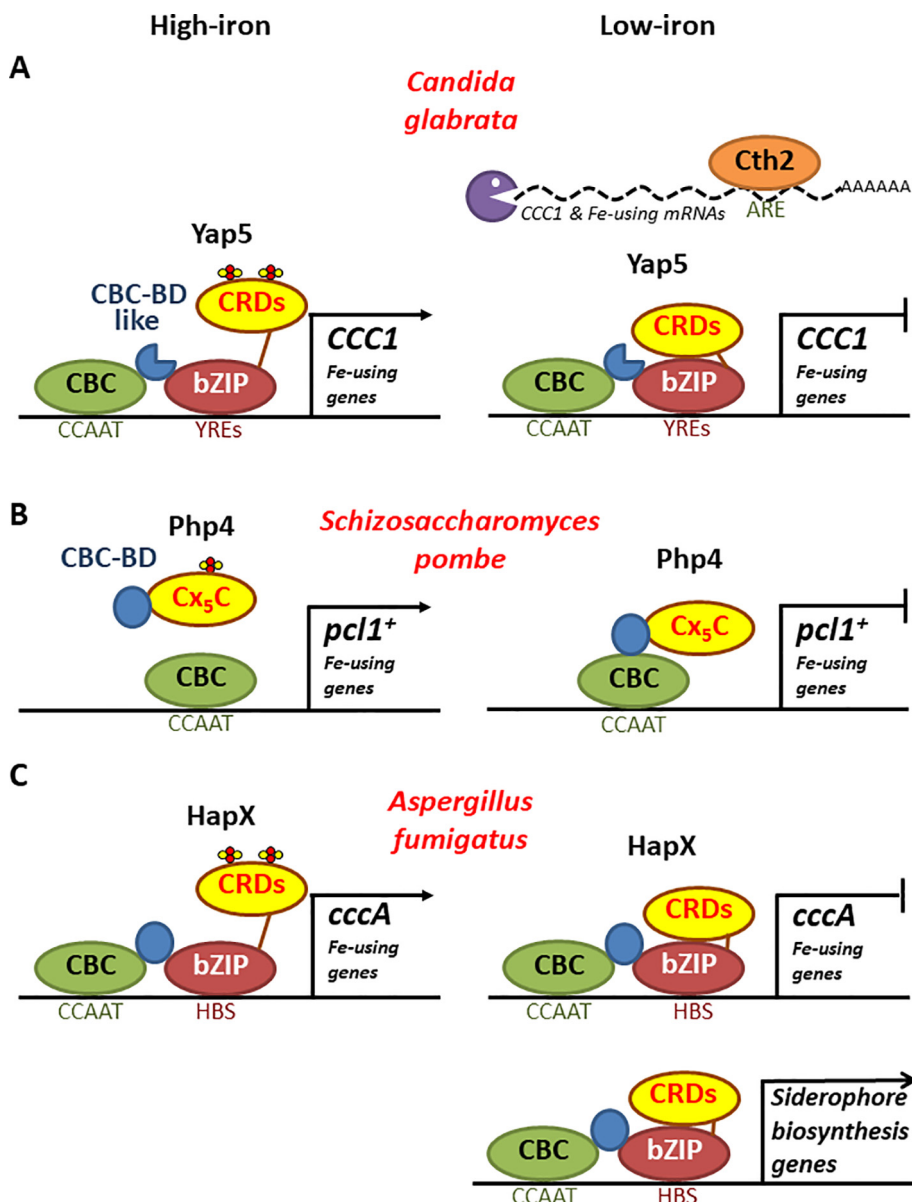 High-iron
Low-iron
A
Candida
glabrata
Cth2
AAAAAA
CCC1 & Fe-using mRNAs
ARE
Yap5
CBC-BD
like
CRDs
CCC1
Fe-using
genes
CBC
bZIP
CCAAT
YREs
Yap5
CRDs
CCC1
Fe-using
genes
CBC
bZIP
CCAAT
YREs
B
Schizosaccharomyces
pombe
Php4
CBC-BD
Cx₅C
pcl1⁺
Fe-using
genes
CBC
CCAAT
Php4
Cx₅C
pcl1⁺
Fe-using
genes
CBC
CCAAT
C
Aspergillus
fumigatus
HapX
CRDs
cccA
Fe-using
genes
CBC
bZIP
CCAAT
HBS
HapX
CRDs
cccA
Fe-using
genes
CBC
bZIP
CCAAT
HBS
CRDs
Siderophore
biosynthesis
genes
CBC
bZIP
CCAAT
HBS